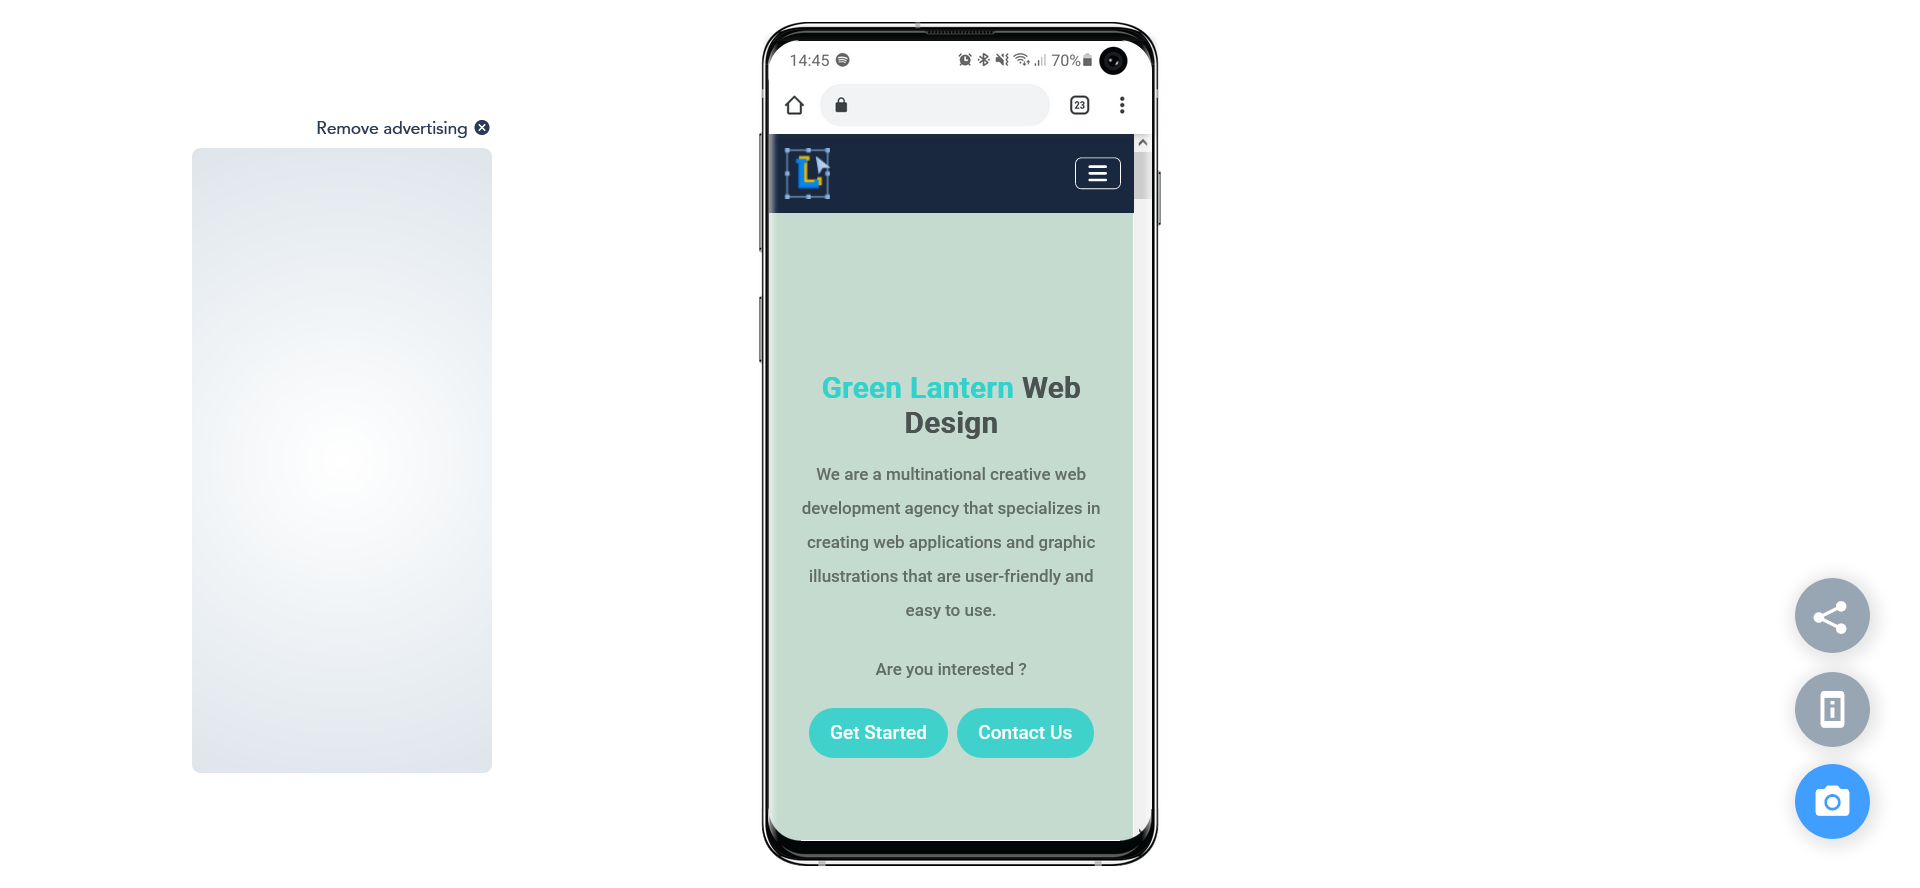 Remove advertising
14:45
70%
23
L
Green Lantern Web
Design
We are a multinational creative web
development agency that specializes in
creating web applications and graphic
illustrations that are user-friendly and
easy to use.
Are you interested ?
Get Started
Contact Us